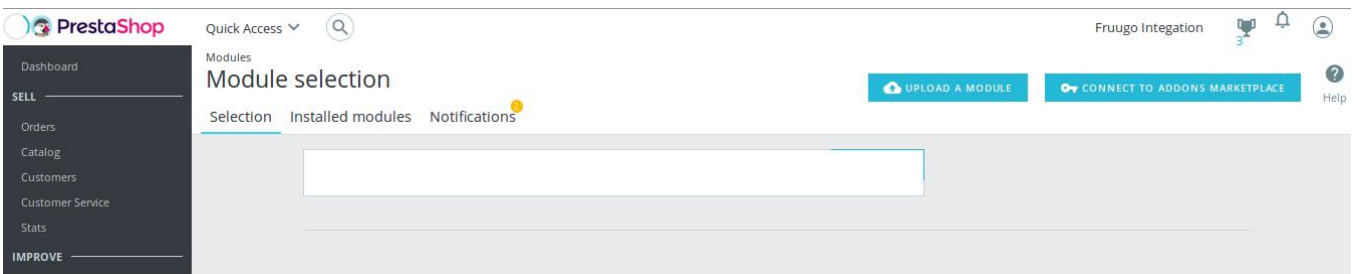 PrestaShop
Quick Access
Fruugo Integation
3
Dashboard
SELL
Orders
Catalog
Customers
Customer Service
Stats
IMPROVE
Modules
Module selection
UPLOAD A MODULE
CONNECT TO ADDONS MARKETPLACE
Help
Selection Installed modules Notifications 2